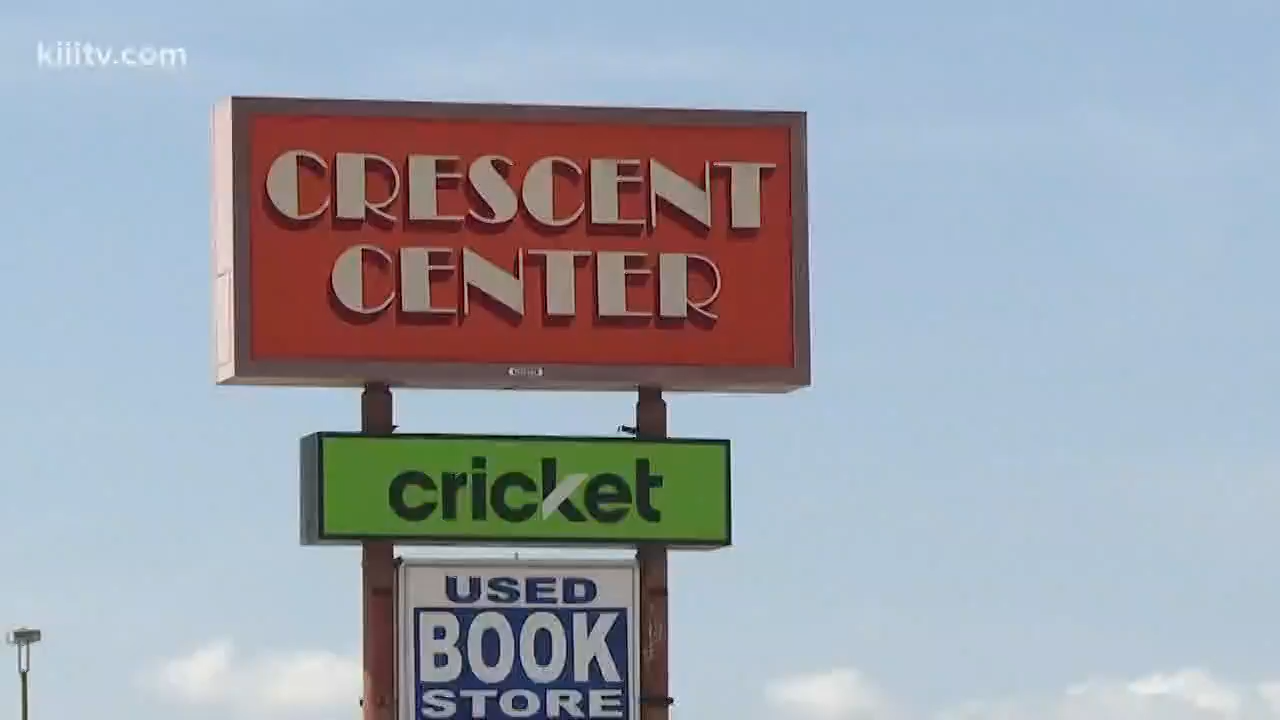 kiiitv.com
CRESCENT
CENTER
cricket
USED
BOOK
STORE